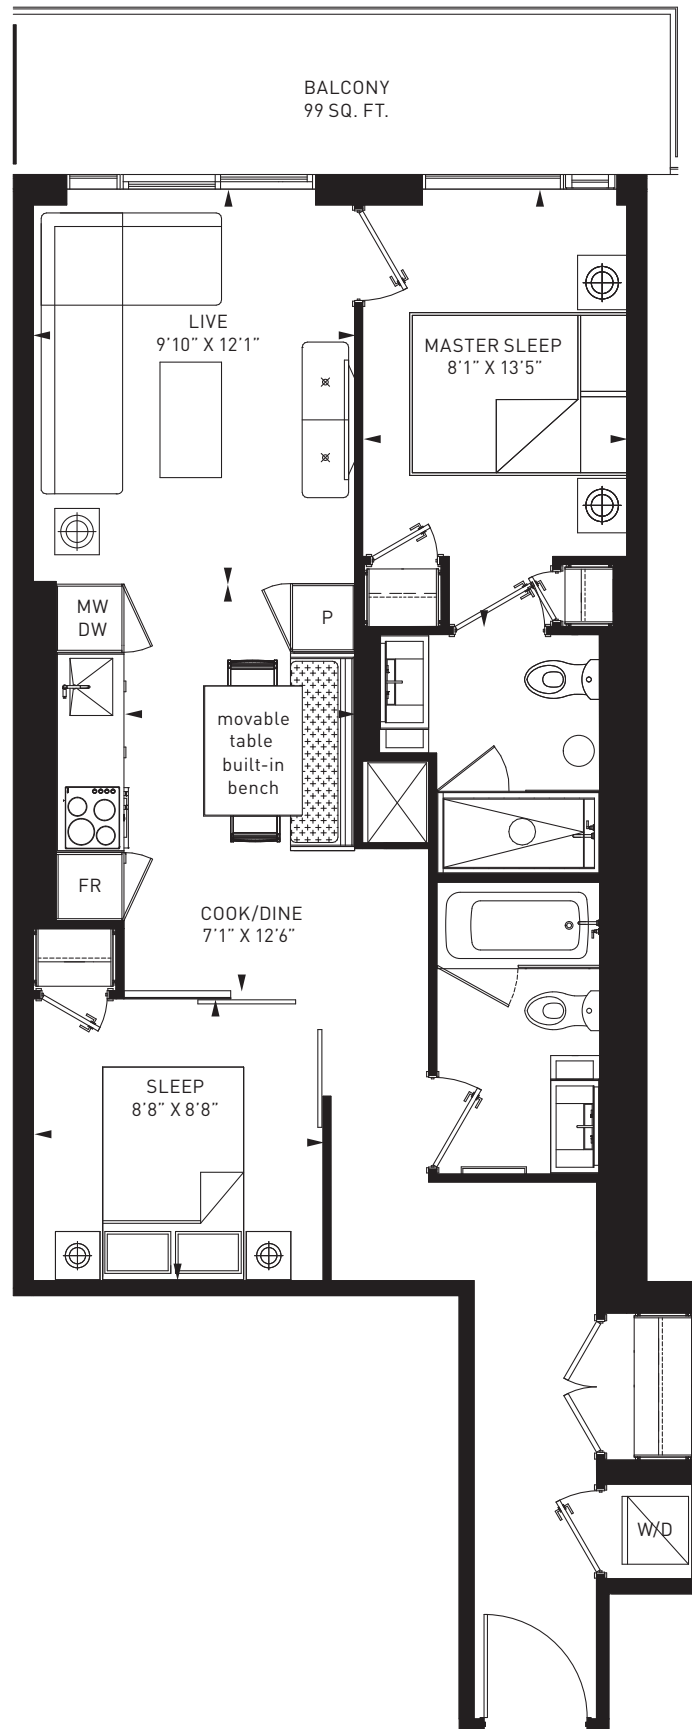 BALCONY
99 SQ. FT.
LIVE
9'10" X 12'1"
MASTER SLEEP
8'1" X 13'5"
MW
DW
P
movable
table
built-in
bench
FR
COOK/DINE
7'1" X 12'6"
SLEEP
8'8" X 8'8"
W/D